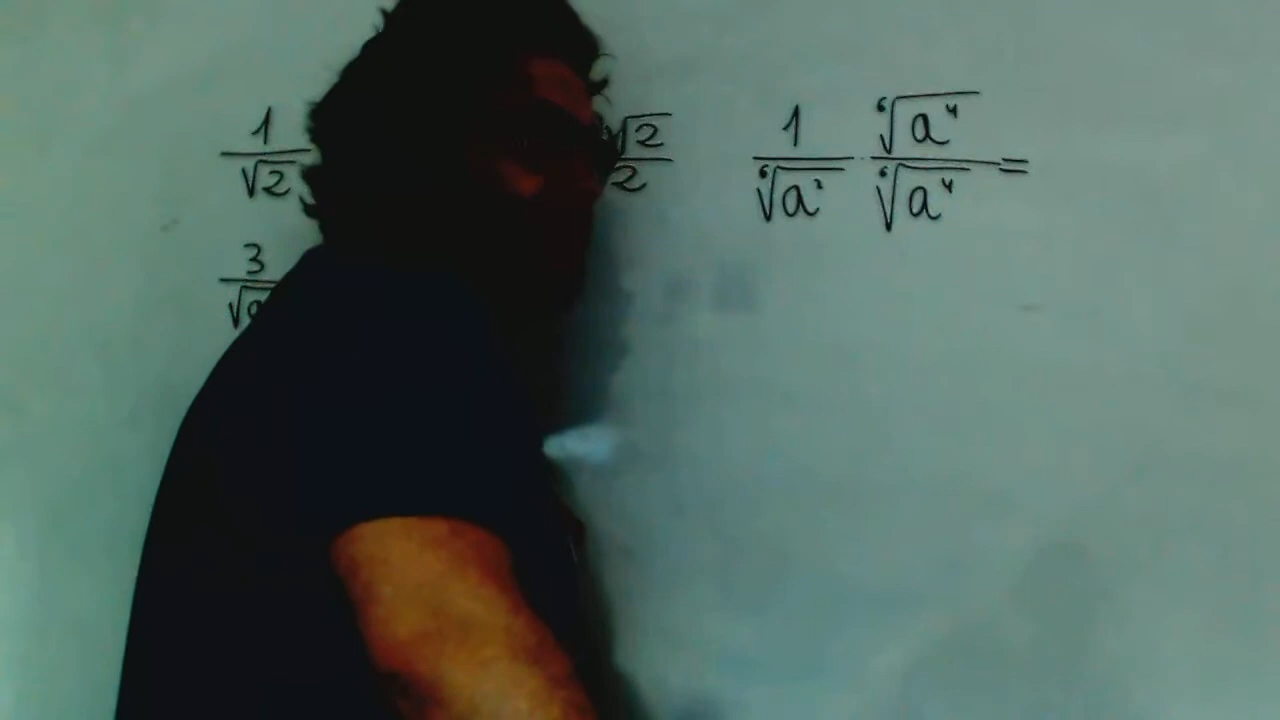 1/√2 √2/2 1/⁶√a² · ⁶√a⁴/⁶√a⁴ =
3/√a